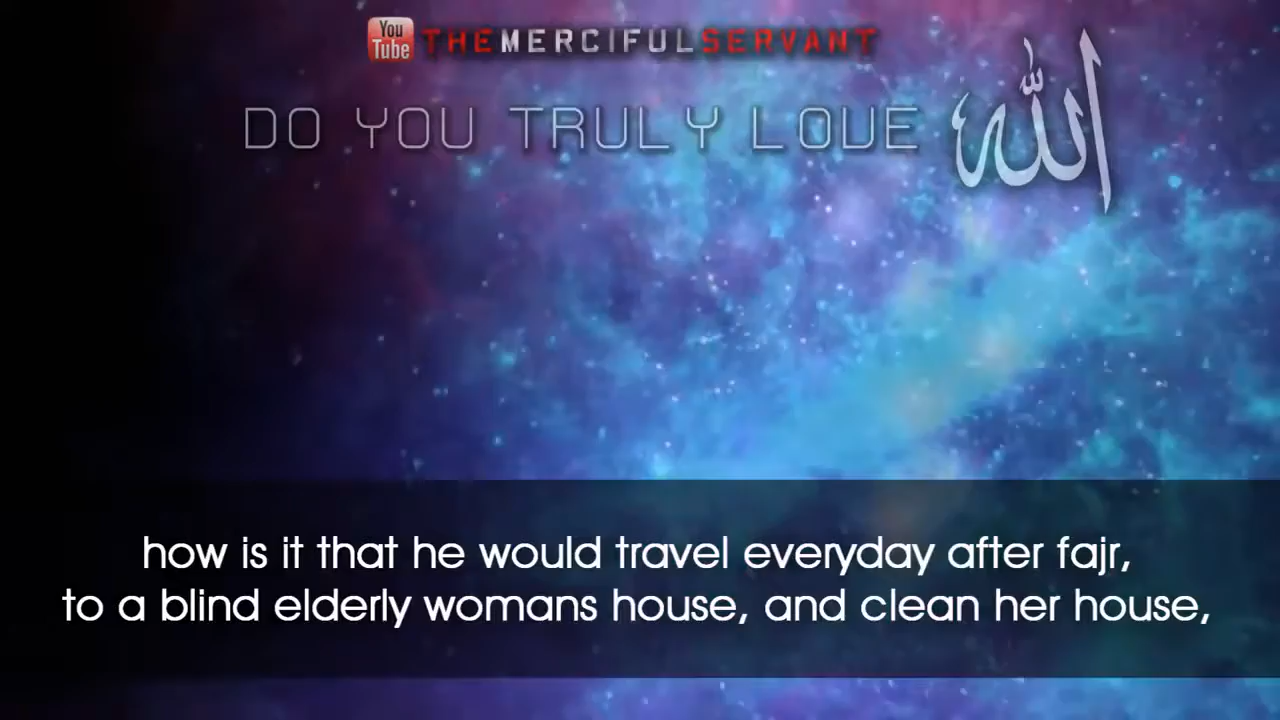 You Tube THEMERCIFULSERVANT
DO YOU TRULY LOVE الله
how is it that he would travel everyday after fajr,
to a blind elderly womans house, and clean her house,